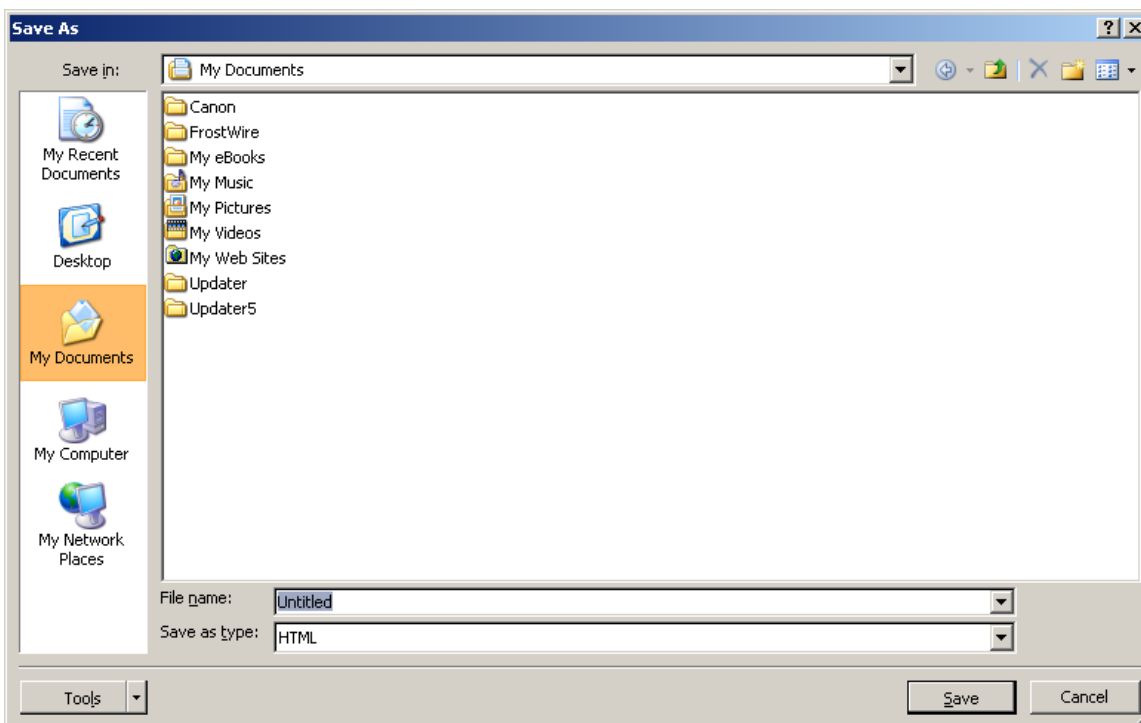 Save As
Save in:
My Documents
My Recent
Documents
Desktop
My Documents
My Computer
My Network
Places
Canon
FrostWire
My eBooks
My Music
My Pictures
My Videos
My Web Sites
Updater
Updater5
File name:
Untitled
Save as type:
HTML
Tools
Save
Cancel